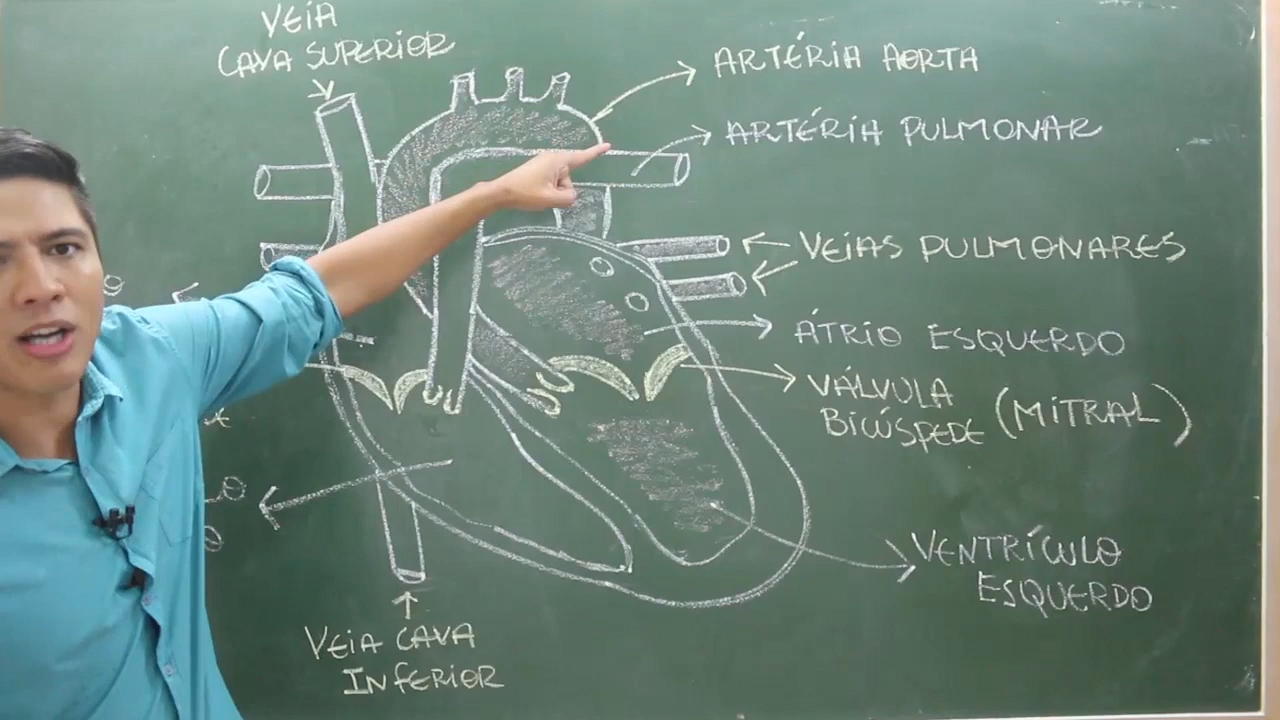 VEIA
CAVA SUPERIOR
ARTÉRIA AORTA
ARTÉRIA PULMONAR
VEIAS PULMONARES
ÁTRIO ESQUERDO
VÁLVULA
BICÚSPEDE (MITRAL)
VENTRÍCULO
ESQUERDO
VEIA CAVA
INFERIOR